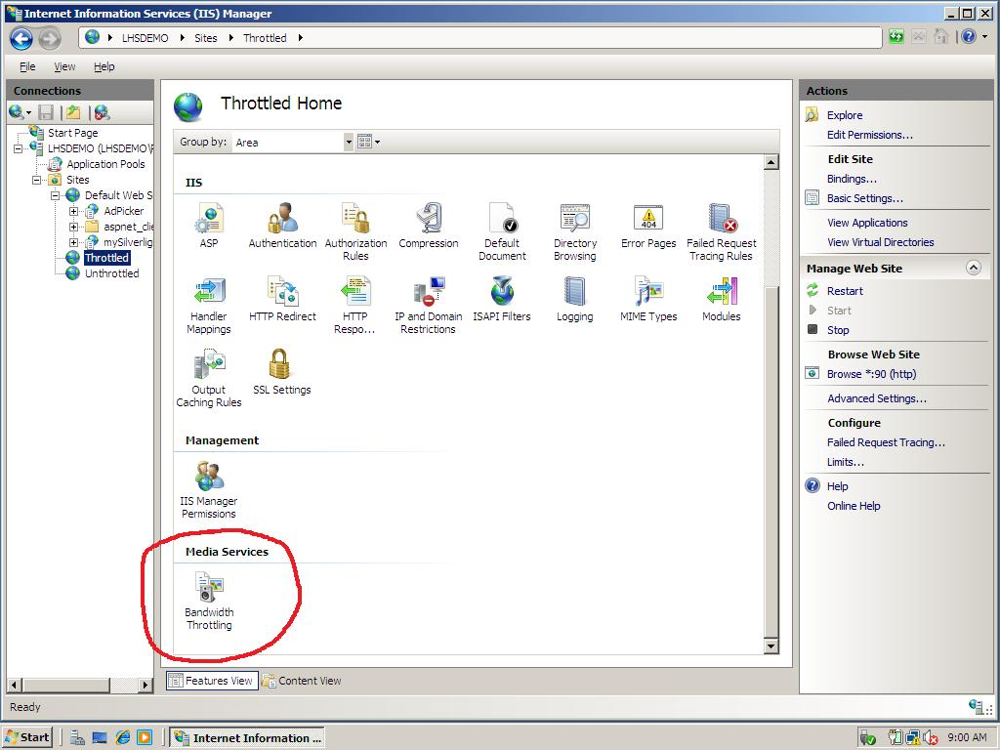 Internet Information Services (IIS) Manager
LHSDEMO Sites Throttled
File View Help
Connections
Start Page
LHSDEMO (LHSDEMO\
Application Pools
Sites
Default Web S
AdPicker
aspnet_clie
mySilverlig
Throttled
Unthrottled
Throttled Home
Group by: Area
IIS
ASP
Authentication
Authorization
Rules
Compression
Default
Document
Directory
Browsing
Error Pages
404
Failed Request
Tracing Rules
Handler
Mappings
HTTP Redirect
HTTP
Respo...
IP and Domain
Restrictions
ISAPI Filters
Logging
MIME Types
Modules
Output
Caching Rules
SSL Settings
Management
IIS Manager
Permissions
Media Services
Bandwidth
Throttling
Features View Content View
Actions
Explore
Edit Permissions...
Edit Site
Bindings...
Basic Settings...
View Applications
View Virtual Directories
Manage Web Site
Restart
Start
Stop
Browse Web Site
Browse *:90 (http)
Advanced Settings...
Configure
Failed Request Tracing...
Limits...
Help
Online Help
Ready
Start Internet Information ... 9:00 AM